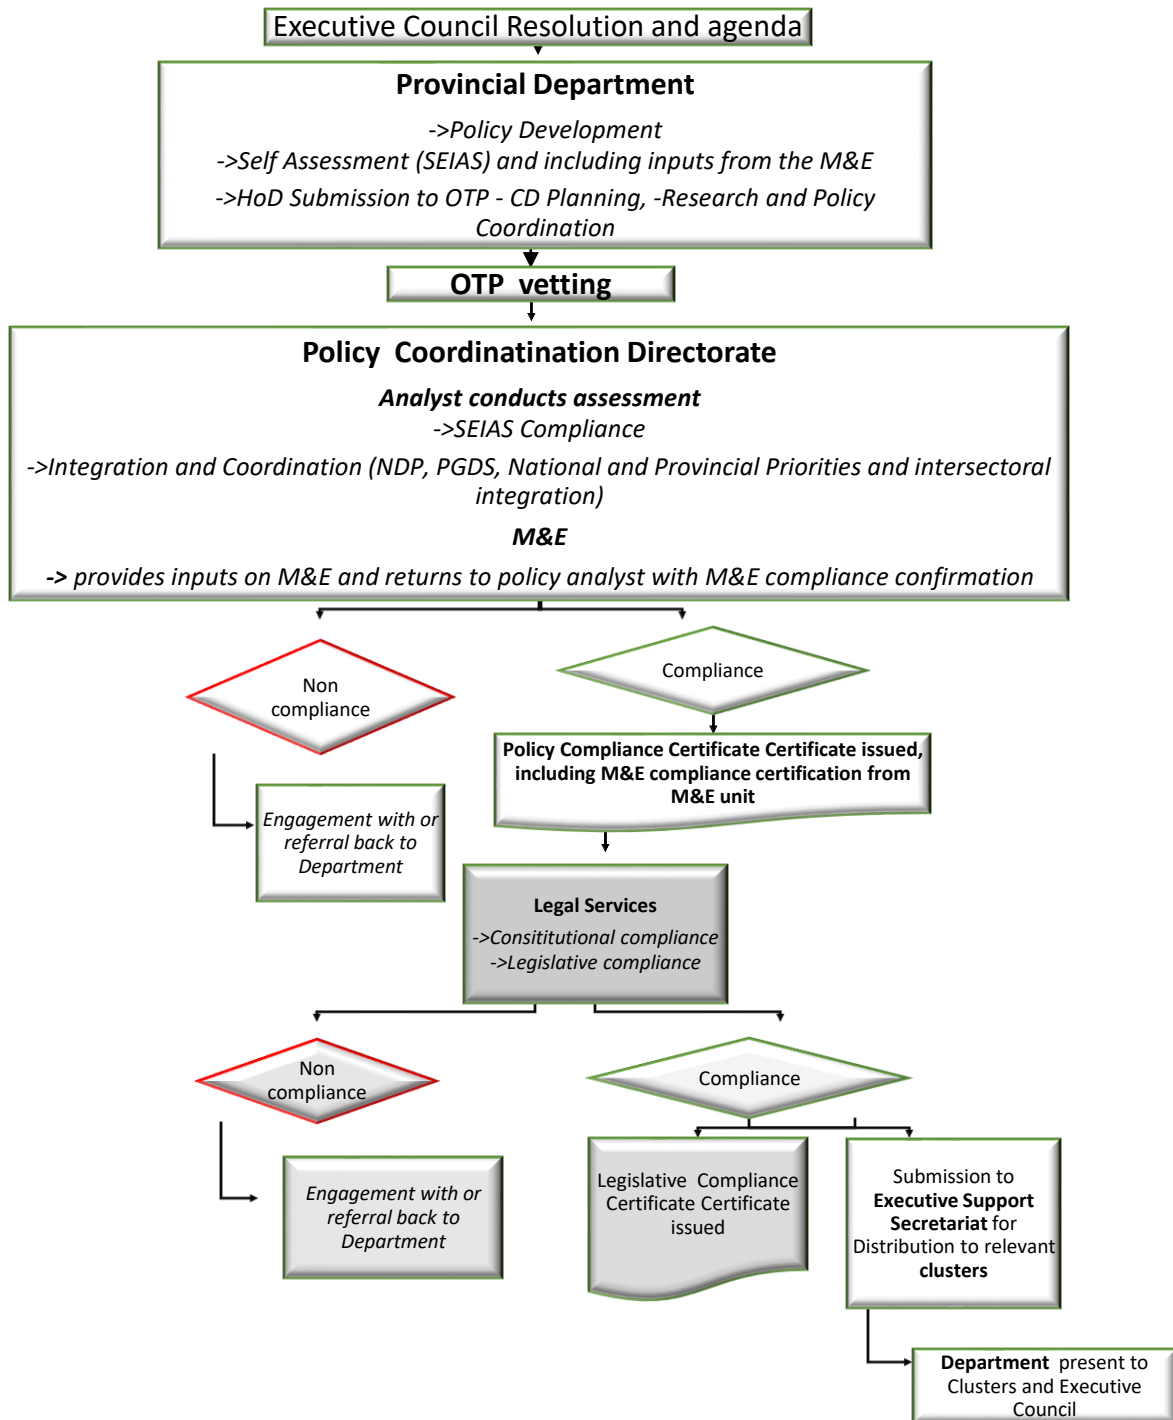 Executive Council Resolution and agenda
Provincial Department
->Policy Development
->Self Assessment (SEIAS) and including inputs from the M&E
->HoD Submission to OTP - CD Planning, -Research and Policy
Coordination
OTP vetting
Policy Coordinatination Directorate
Analyst conducts assessment
->SEIAS Compliance
->Integration and Coordination (NDP, PGDS, National and Provincial Priorities and intersectoral
integration)
M&E
-> provides inputs on M&E and returns to policy analyst with M&E compliance confirmation
Non
compliance
Compliance
Engagement with or
referral back to
Department
Policy Compliance Certificate Certificate issued,
including M&E compliance certification from
M&E unit
Legal Services
->Consititutional compliance
->Legislative compliance
Non
compliance
Compliance
Engagement with or
referral back to
Department
Legislative Compliance
Certificate Certificate
issued
Submission to
Executive Support
Secretariat for
Distribution to relevant
clusters
Department present to
Clusters and Executive
Council